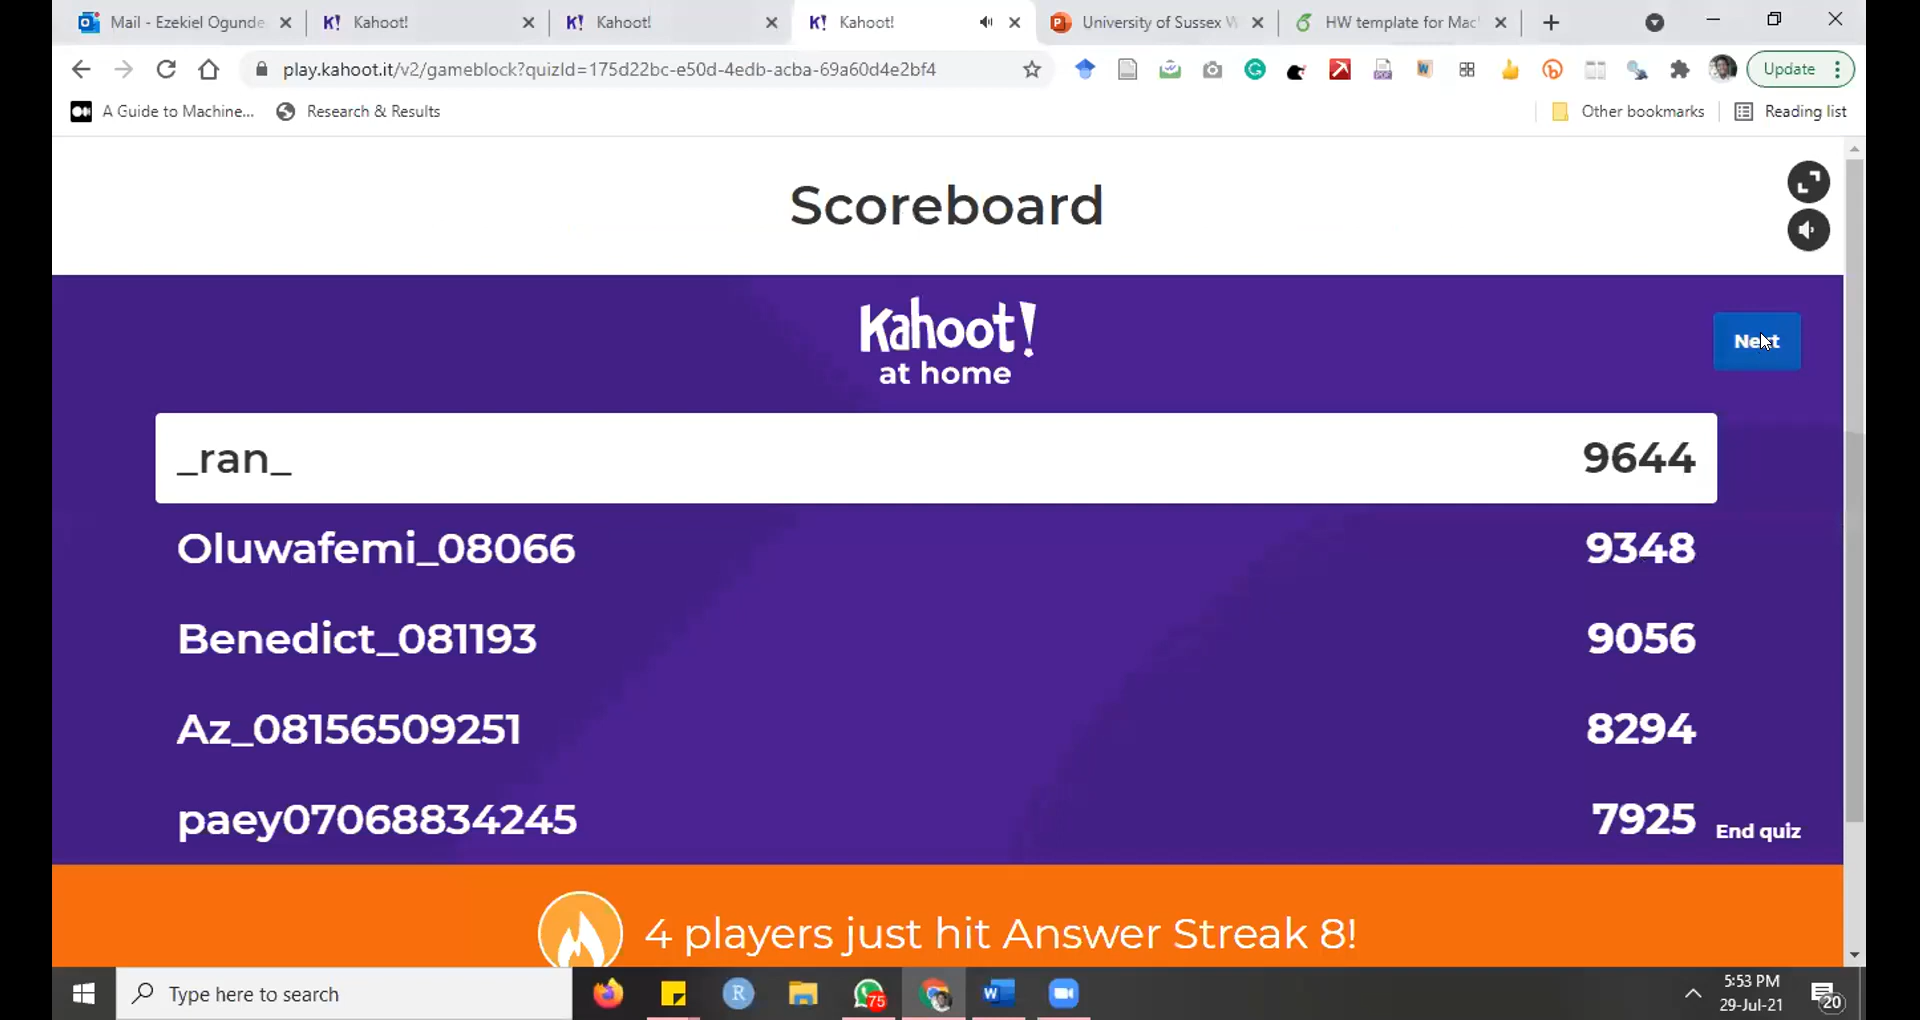 Mail - Ezekiel Ogunde
Kahoot!
Kahoot!
Kahoot!
University of Sussex W
HW template for Mac
play.kahoot.it/v2/gameblock?quizId=175d22bc-e50d-4edb-acba-69a60d4e2bf4
Update
A Guide to Machine...
Research & Results
Other bookmarks
Reading list
Scoreboard
Kahoot!
at home
Next
_ran_ 9644
Oluwafemi_08066 9348
Benedict_081193 9056
Az_08156509251 8294
paey07068834245 7925
End quiz
4 players just hit Answer Streak 8!
Type here to search
75
5:53 PM
29-Jul-21
20